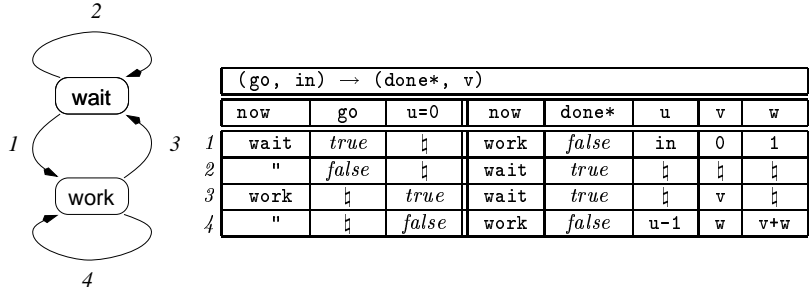 2
wait
1
3
work
4
(go, in) → (done*, v)
now go u=0 now done* u v w
1 wait true ♮ work false in 0 1
2 " false ♮ wait true ♮ ♮ ♮
3 work ♮ true wait true ♮ v ♮
4 " ♮ false work false u-1 w v+w